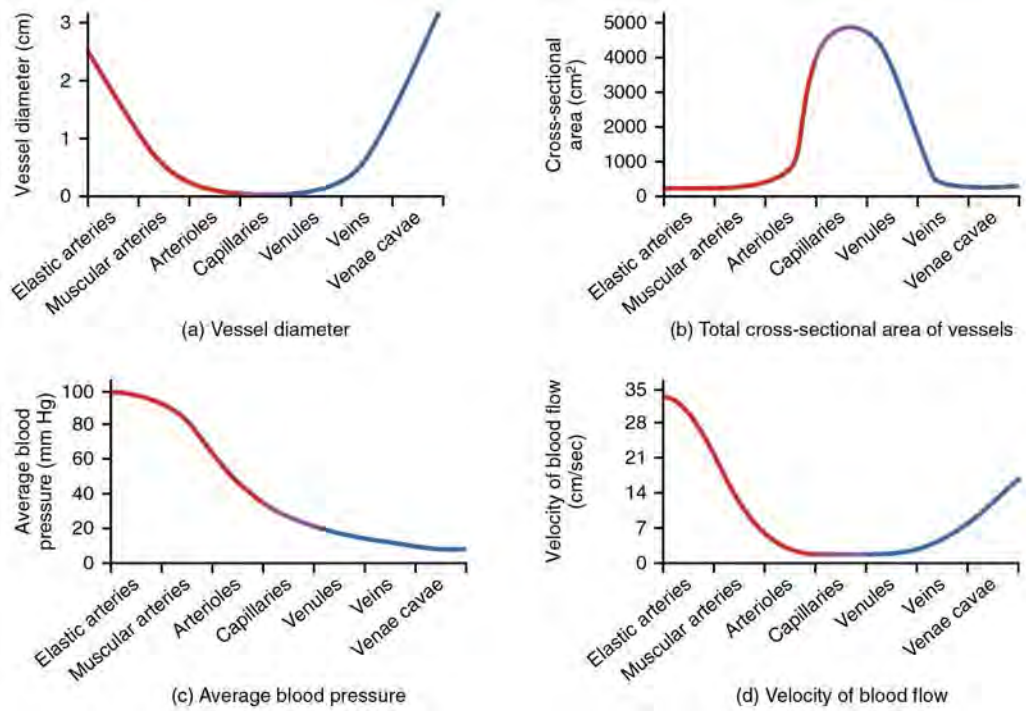 Vessel diameter (cm)
3
2
1
0
Elastic arteries
Muscular arteries
Arterioles
Capillaries
Venules
Veins
Venae cavae
(a) Vessel diameter
Cross-sectional
area (cm²)
5000
4000
3000
2000
1000
0
Elastic arteries
Muscular arteries
Arterioles
Capillaries
Venules
Veins
Venae cavae
(b) Total cross-sectional area of vessels
Average blood
pressure (mm Hg)
100
80
60
40
20
0
Elastic arteries
Muscular arteries
Arterioles
Capillaries
Venules
Veins
Venae cavae
(c) Average blood pressure
Velocity of blood flow
(cm/sec)
35
28
21
14
7
0
Elastic arteries
Muscular arteries
Arterioles
Capillaries
Venules
Veins
Venae cavae
(d) Velocity of blood flow